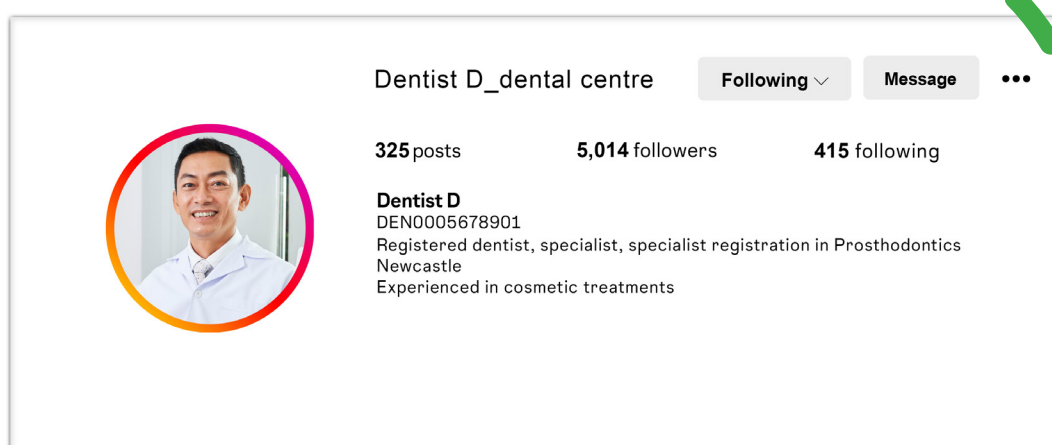 Dentist D_dental centre Following Message
325 posts 5,014 followers 415 following
Dentist D
DEN0005678901
Registered dentist, specialist, specialist registration in Prosthodontics
Newcastle
Experienced in cosmetic treatments